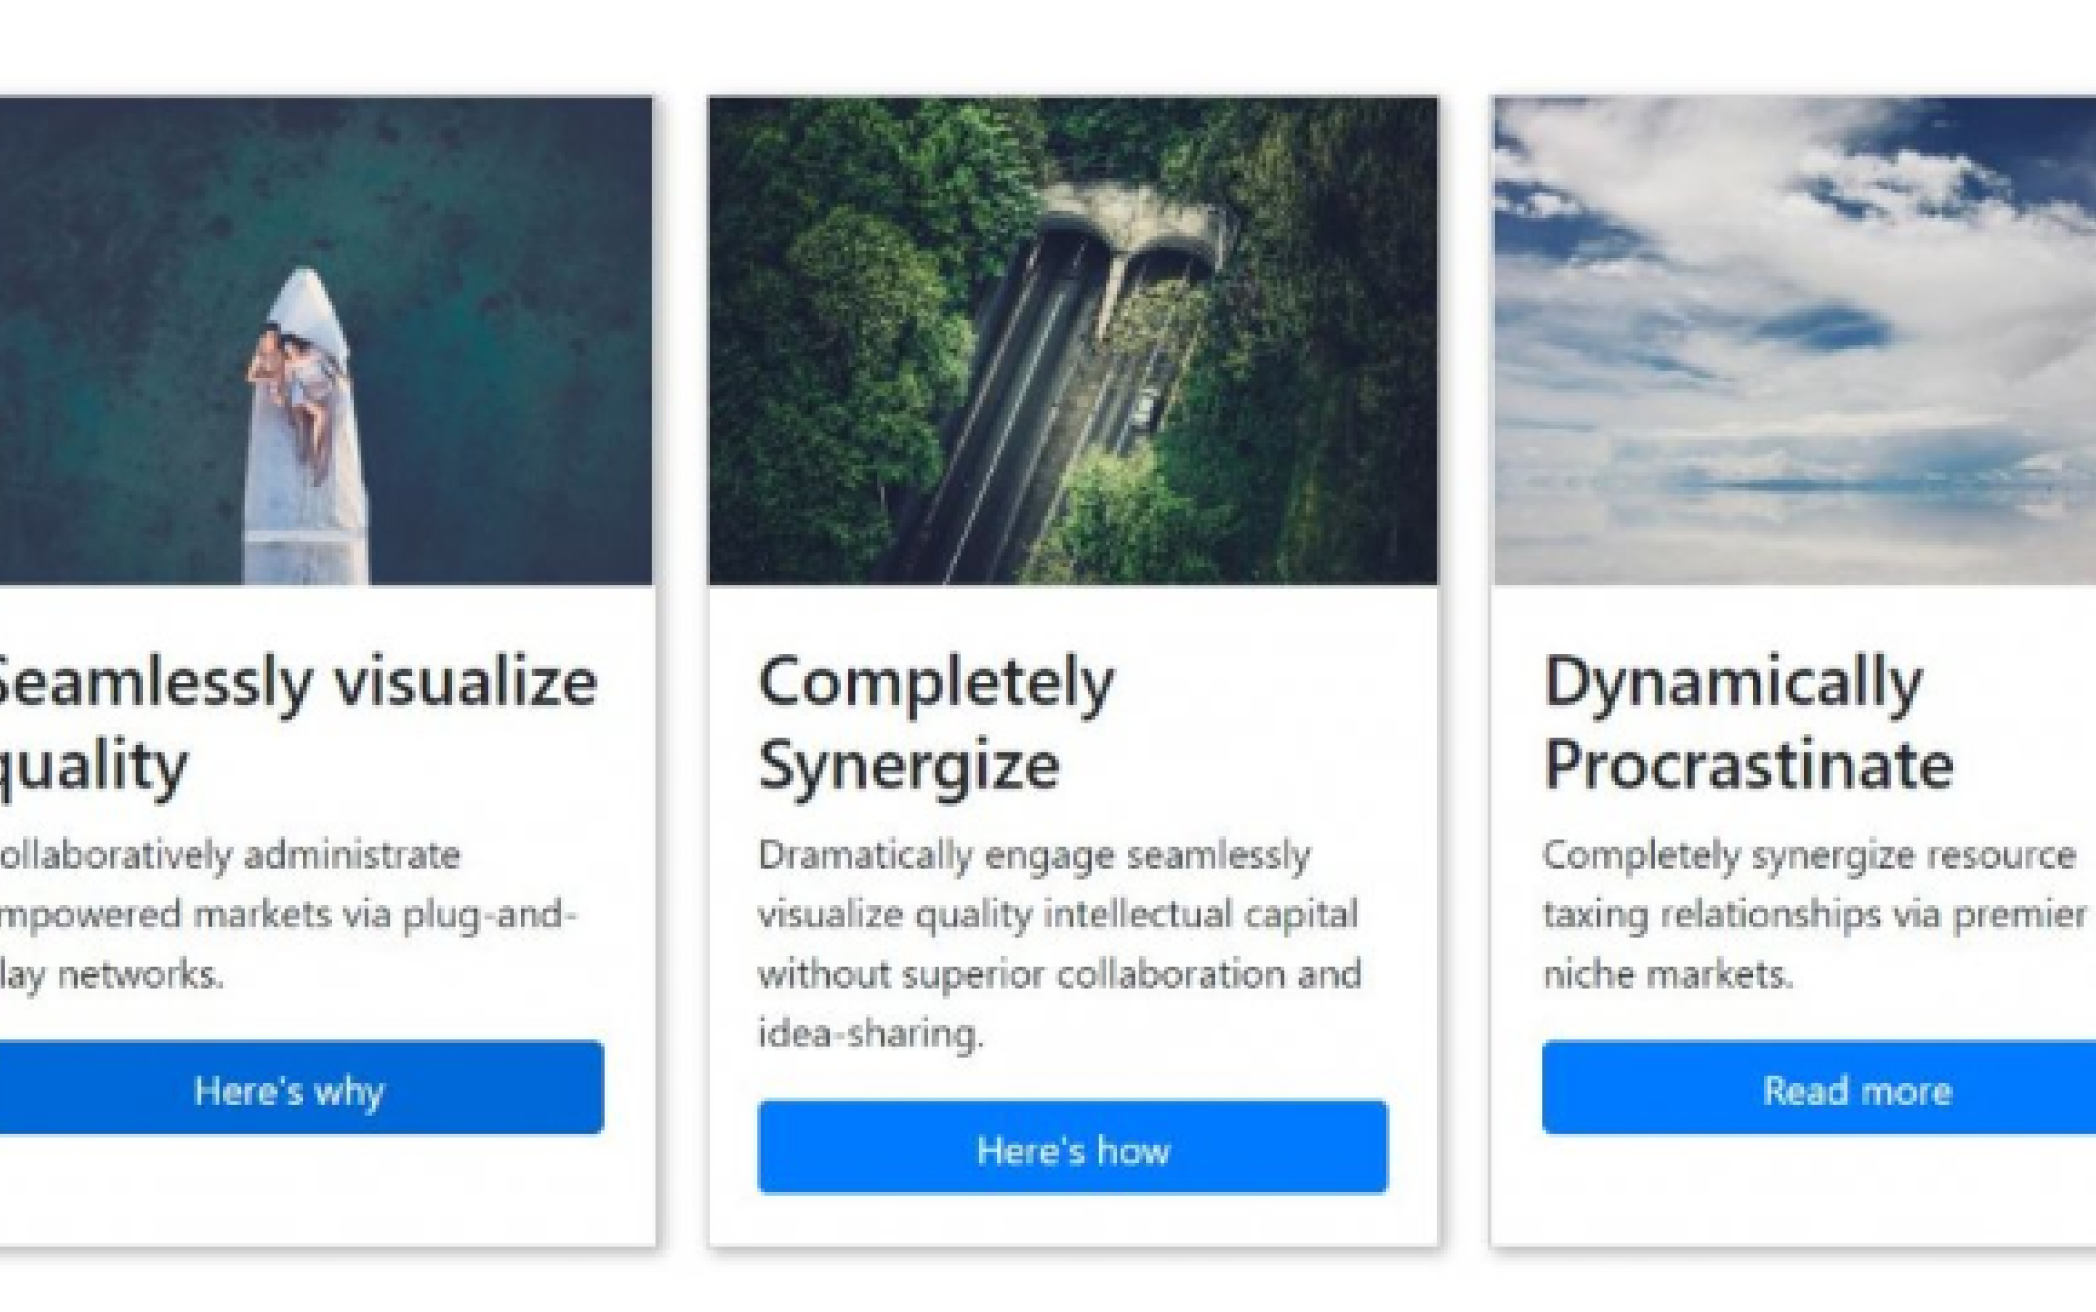 Seamlessly visualize
quality
ollaboratively administrate
mpowered markets via plug-and-
lay networks.
Here's why
Completely
Synergize
Dramatically engage seamlessly
visualize quality intellectual capital
without superior collaboration and
idea-sharing.
Here's how
Dynamically
Procrastinate
Completely synergize resource
taxing relationships via premier
niche markets.
Read more